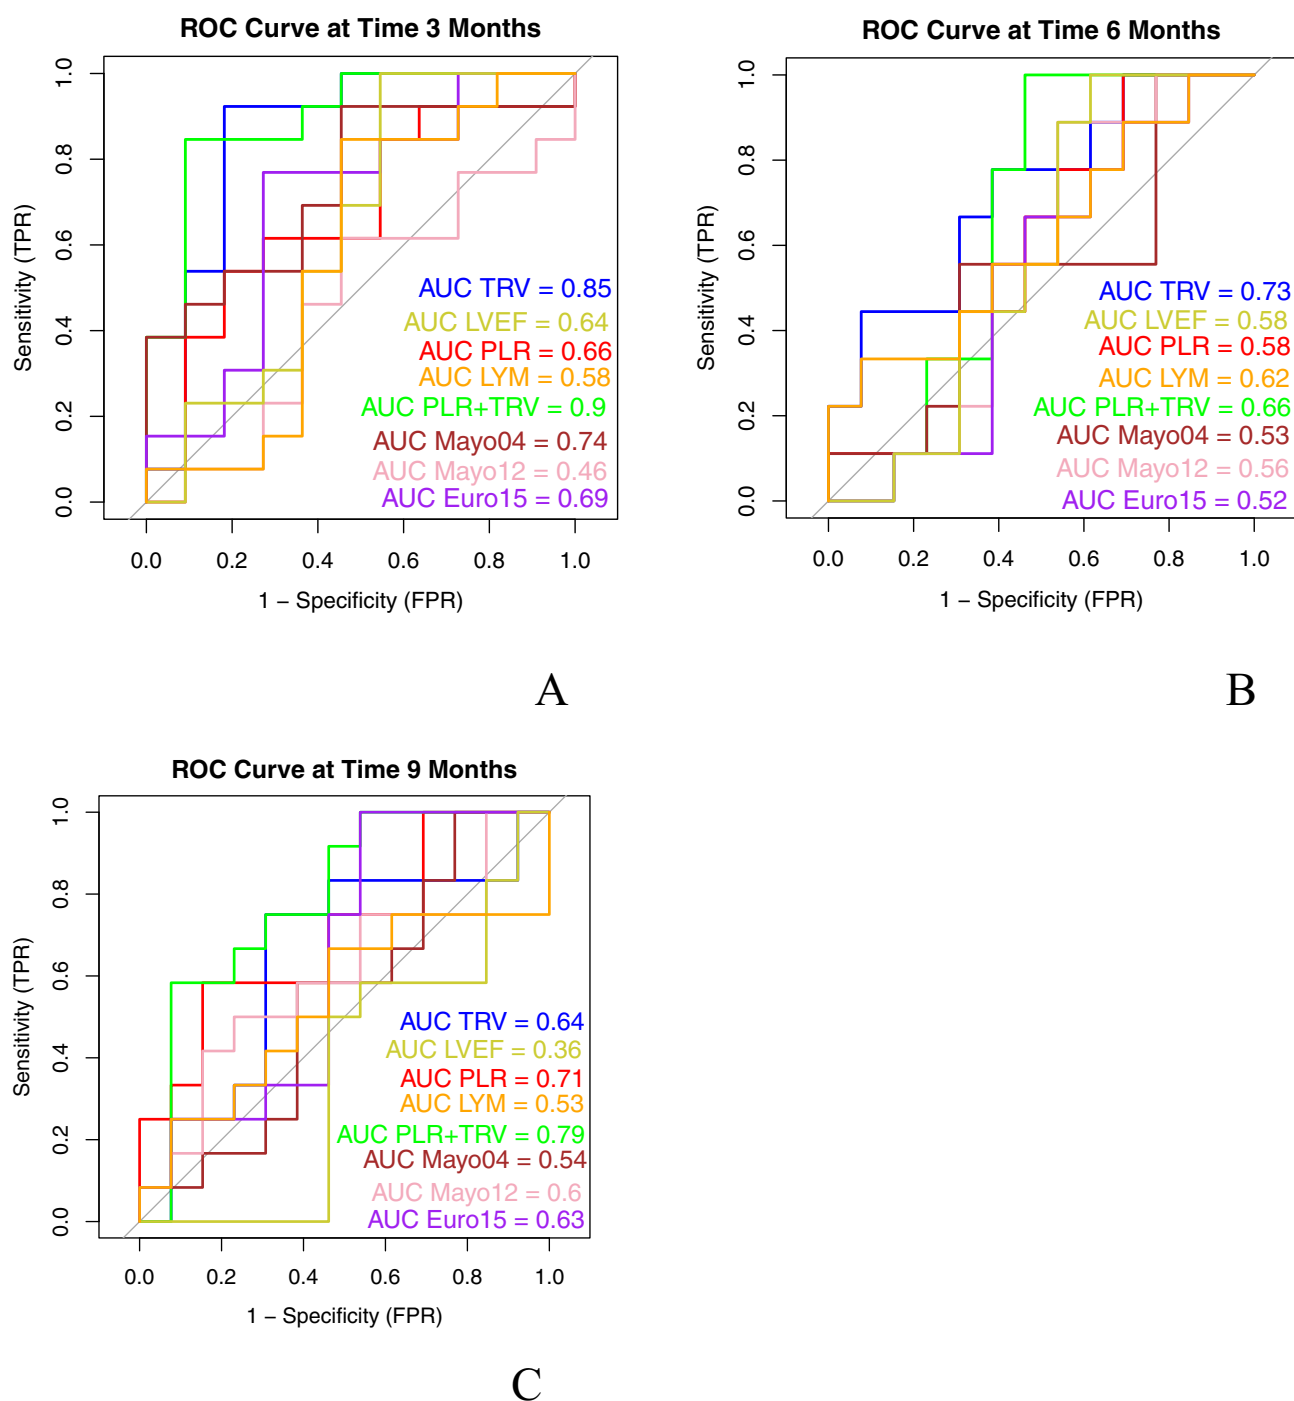 ROC Curve at Time 3 Months
Sensitivity (TPR)
1.0
0.8
0.6
0.4
0.2
0.0
AUC TRV = 0.85
AUC LVEF = 0.64
AUC PLR = 0.66
AUC LYM = 0.58
AUC PLR+TRV = 0.9
AUC Mayo04 = 0.74
AUC Mayo12 = 0.46
AUC Euro15 = 0.69
0.0 0.2 0.4 0.6 0.8 1.0
1 − Specificity (FPR)
A
ROC Curve at Time 6 Months
Sensitivity (TPR)
1.0
0.8
0.6
0.4
0.2
0.0
AUC TRV = 0.73
AUC LVEF = 0.58
AUC PLR = 0.58
AUC LYM = 0.62
AUC PLR+TRV = 0.66
AUC Mayo04 = 0.53
AUC Mayo12 = 0.56
AUC Euro15 = 0.52
0.0 0.2 0.4 0.6 0.8 1.0
1 − Specificity (FPR)
B
ROC Curve at Time 9 Months
Sensitivity (TPR)
1.0
0.8
0.6
0.4
0.2
0.0
AUC TRV = 0.64
AUC LVEF = 0.36
AUC PLR = 0.71
AUC LYM = 0.53
AUC PLR+TRV = 0.79
AUC Mayo04 = 0.54
AUC Mayo12 = 0.6
AUC Euro15 = 0.63
0.0 0.2 0.4 0.6 0.8 1.0
1 − Specificity (FPR)
C